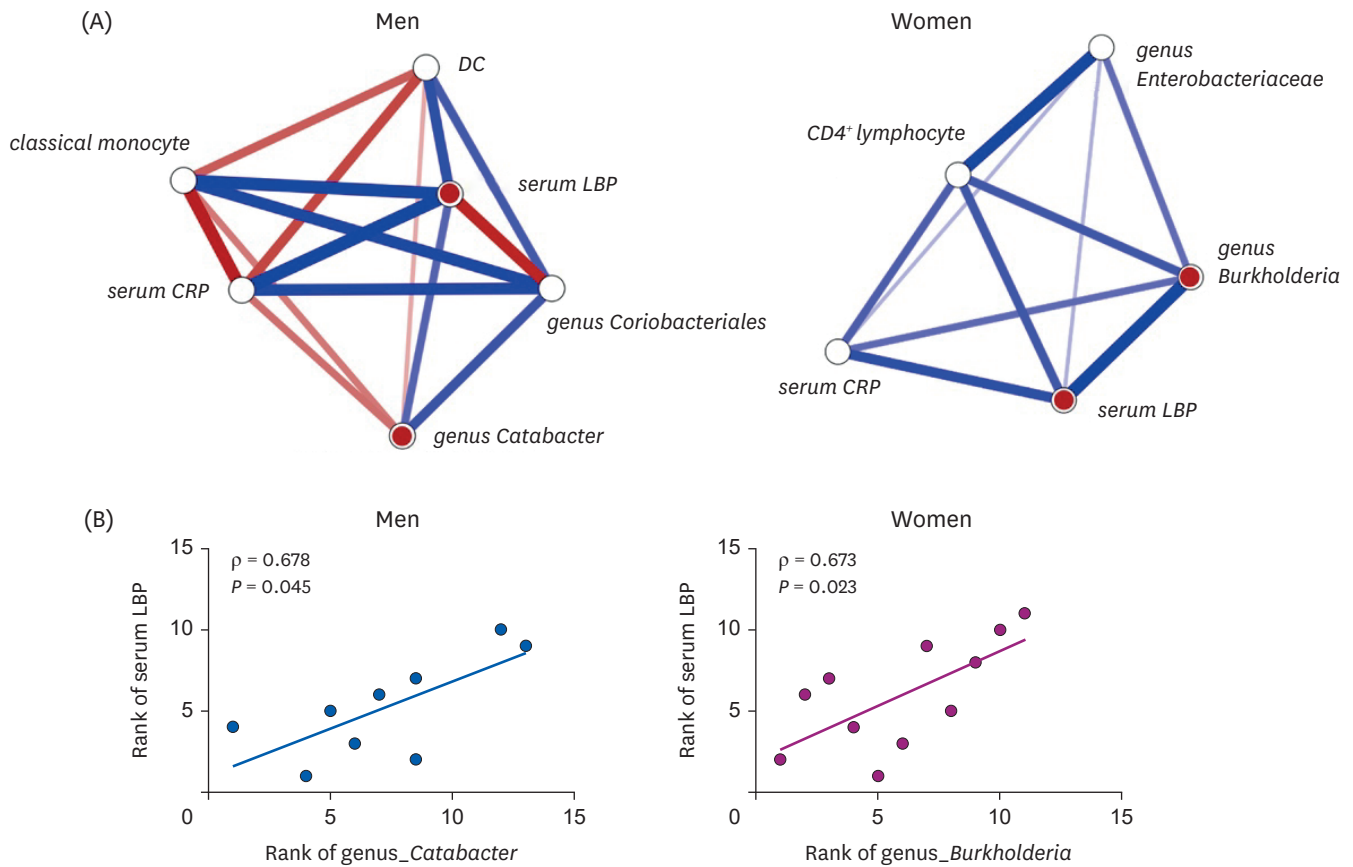 (A)
Men
DC
classical monocyte
serum LBP
serum CRP
genus Coriobacteriales
genus Catabacter
Women
genus
Enterobacteriaceae
CD4⁺ lymphocyte
genus
Burkholderia
serum CRP
serum LBP
(B)
Men
15
10
5
0
5
10
15
ρ = 0.678
P = 0.045
Rank of serum LBP
Rank of genus_Catabacter
Women
15
10
5
0
5
10
15
ρ = 0.673
P = 0.023
Rank of serum LBP
Rank of genus_Burkholderia